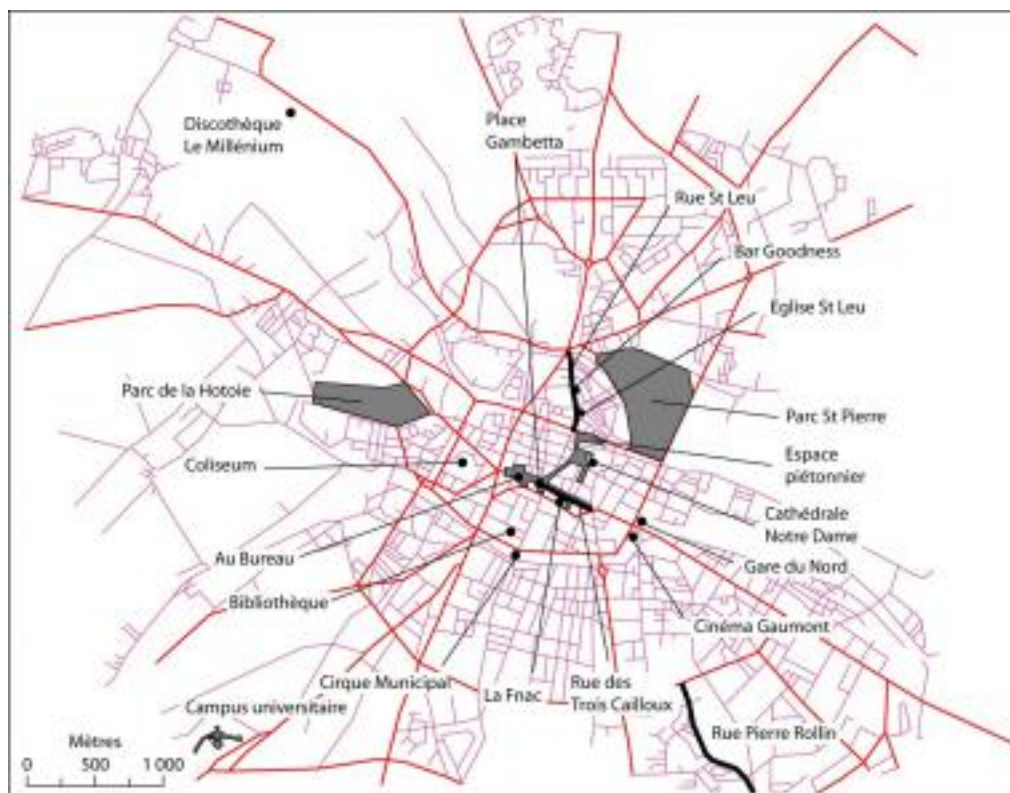 Discothèque
Le Millénium
Place
Gambetta
Rue St Leu
Bar Goodness
Eglise St Leu
Parc de la Hotoie
Parc St Pierre
Coliseum
Espace
piétonnier
Cathédrale
Notre Dame
Au Bureau
Gare du Nord
Bibliothèque
Cinéma Gaumont
Cirque Municipal
La Fnac
Rue des
Trois Cailloux
Campus universitaire
Rue Pierre Rollin
Mètres
0 500 1 000